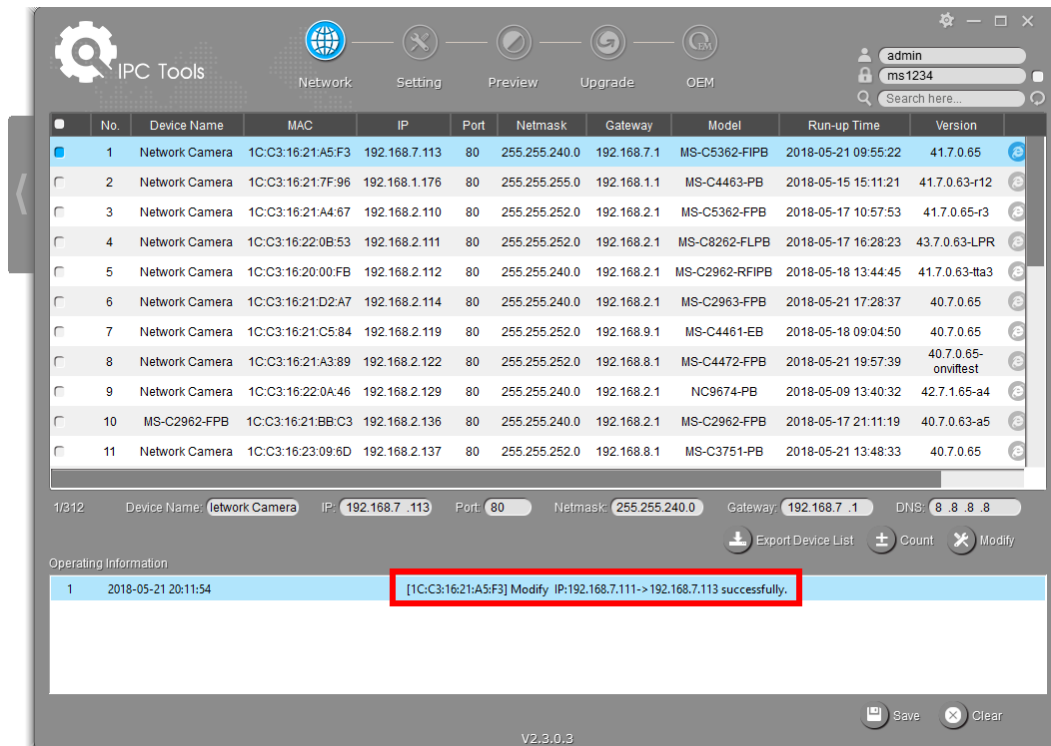 IPC Tools
Network Setting Preview Upgrade OEM
EM
admin
ms1234
Search here...
No. Device Name MAC IP Port Netmask Gateway Model Run-up Time Version
1 Network Camera 1C:C3:16:21:A5:F3 192.168.7.113 80 255.255.240.0 192.168.7.1 MS-C5362-FIPB 2018-05-21 09:55:22 41.7.0.65
2 Network Camera 1C:C3:16:21:7F:96 192.168.1.176 80 255.255.255.0 192.168.1.1 MS-C4463-PB 2018-05-15 15:11:21 41.7.0.63-r12
3 Network Camera 1C:C3:16:21:A4:67 192.168.2.110 80 255.255.252.0 192.168.2.1 MS-C5362-FPB 2018-05-17 10:57:53 41.7.0.65-r3
4 Network Camera 1C:C3:16:22:0B:53 192.168.2.111 80 255.255.252.0 192.168.2.1 MS-C8262-FLPB 2018-05-17 16:28:23 43.7.0.63-LPR
5 Network Camera 1C:C3:16:20:00:FB 192.168.2.112 80 255.255.240.0 192.168.2.1 MS-C2962-RFIPB 2018-05-18 13:44:45 41.7.0.63-tta3
6 Network Camera 1C:C3:16:21:D2:A7 192.168.2.114 80 255.255.240.0 192.168.2.1 MS-C2963-FPB 2018-05-21 17:28:37 40.7.0.65
7 Network Camera 1C:C3:16:21:C5:84 192.168.2.119 80 255.255.252.0 192.168.9.1 MS-C4461-EB 2018-05-18 09:04:50 40.7.0.65
8 Network Camera 1C:C3:16:21:A3:89 192.168.2.122 80 255.255.252.0 192.168.8.1 MS-C4472-FPB 2018-05-21 19:57:39 40.7.0.65-
onviftest
9 Network Camera 1C:C3:16:22:0A:46 192.168.2.129 80 255.255.240.0 192.168.2.1 NC9674-PB 2018-05-09 13:40:32 42.7.1.65-a4
10 MS-C2962-FPB 1C:C3:16:21:BB:C3 192.168.2.136 80 255.255.240.0 192.168.2.1 MS-C2962-FPB 2018-05-17 21:11:19 40.7.0.63-a5
11 Network Camera 1C:C3:16:23:09:6D 192.168.2.137 80 255.255.252.0 192.168.8.1 MS-C3751-PB 2018-05-21 13:48:33 40.7.0.65
1/312 Device Name: letwork Camera IP: 192.168.7 .113 Port: 80 Netmask: 255.255.240.0 Gateway: 192.168.7 .1 DNS: 8 .8 .8 .8
Export Device List Count Modify
Operating Information
1 2018-05-21 20:11:54 [1C:C3:16:21:A5:F3] Modify IP:192.168.7.111->192.168.7.113 successfully.
Save Clear
V2.3.0.3